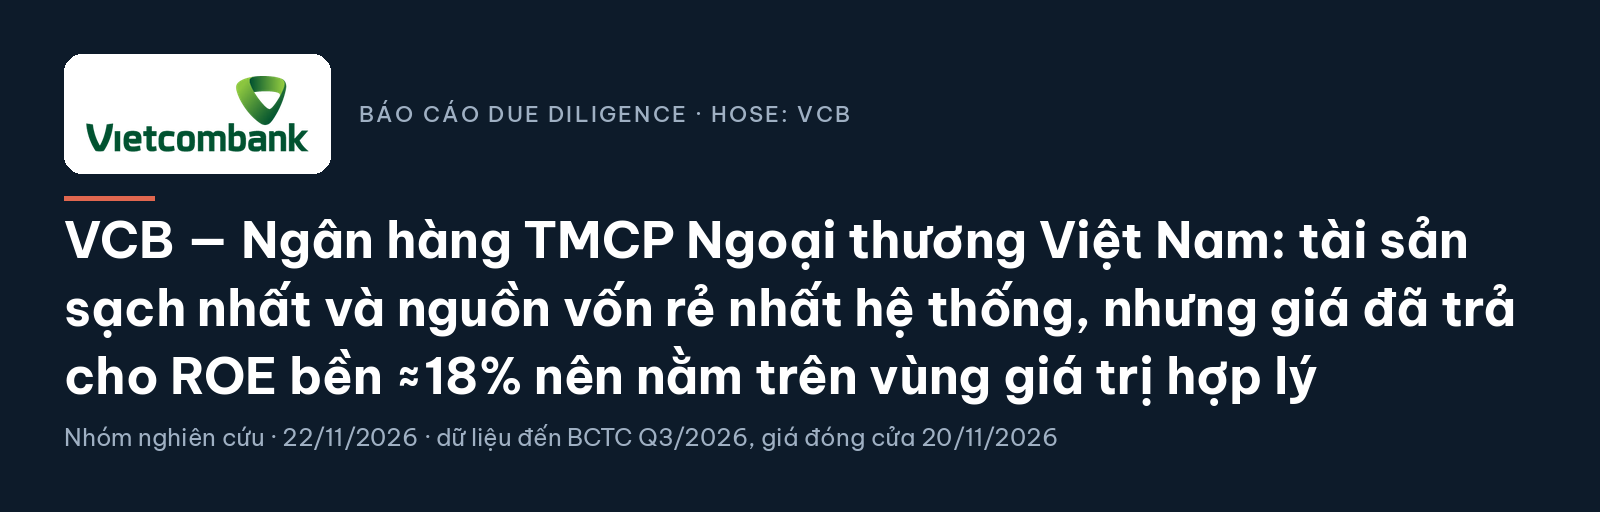 Vietcombank
BÁO CÁO DUE DILIGENCE · HOSE: VCB
VCB — Ngân hàng TMCP Ngoại thương Việt Nam: tài sản
sạch nhất và nguồn vốn rẻ nhất hệ thống, nhưng giá đã trả
cho ROE bền ≈18% nên nằm trên vùng giá trị hợp lý
Nhóm nghiên cứu · 22/11/2026 · dữ liệu đến BCTC Q3/2026, giá đóng cửa 20/11/2026